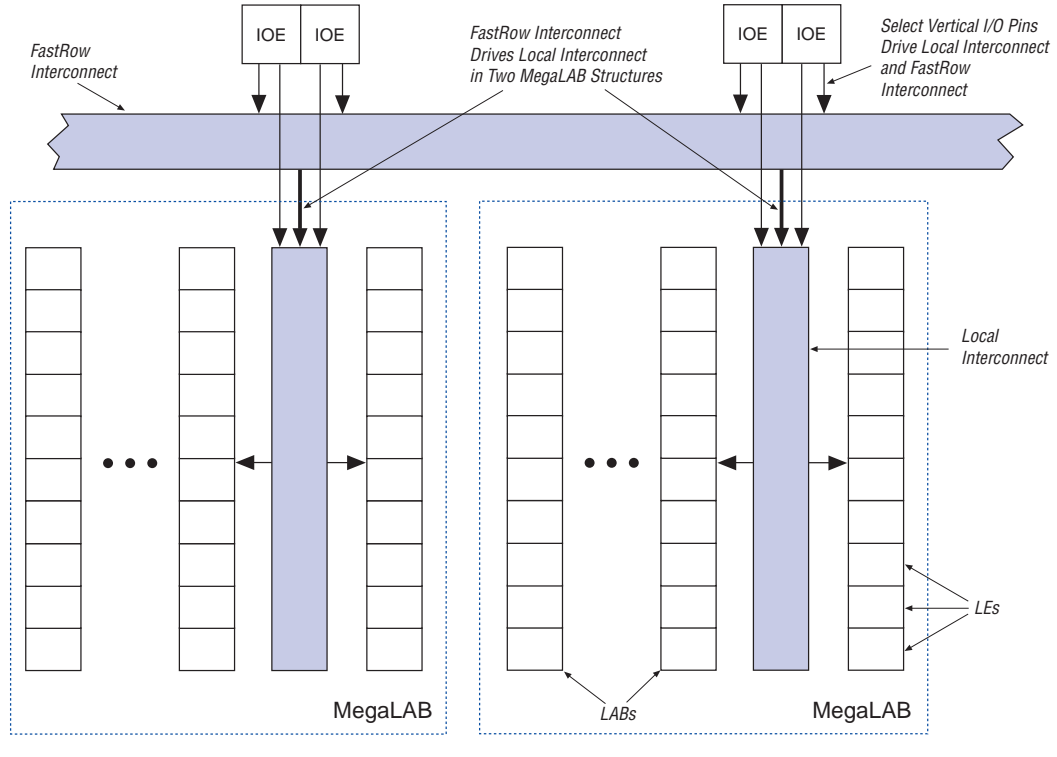 IOE IOE
FastRow
Interconnect
FastRow Interconnect
Drives Local Interconnect
in Two MegaLAB Structures
IOE IOE
Select Vertical I/O Pins
Drive Local Interconnect
and FastRow
Interconnect
Local
Interconnect
LEs
LABs
MegaLAB
MegaLAB